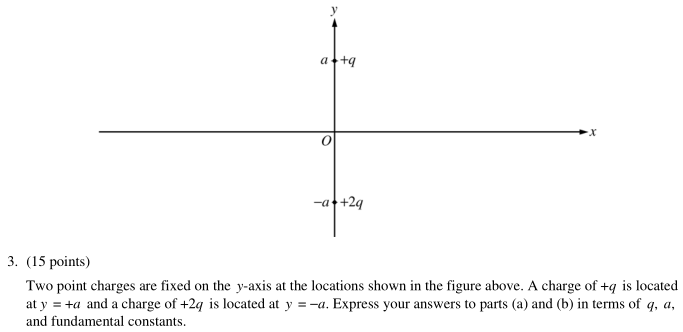 y
a +q
x
O
−a +2q
3. (15 points)
Two point charges are fixed on the y-axis at the locations shown in the figure above. A charge of +q is located
at y = +a and a charge of +2q is located at y = −a. Express your answers to parts (a) and (b) in terms of q, a,
and fundamental constants.